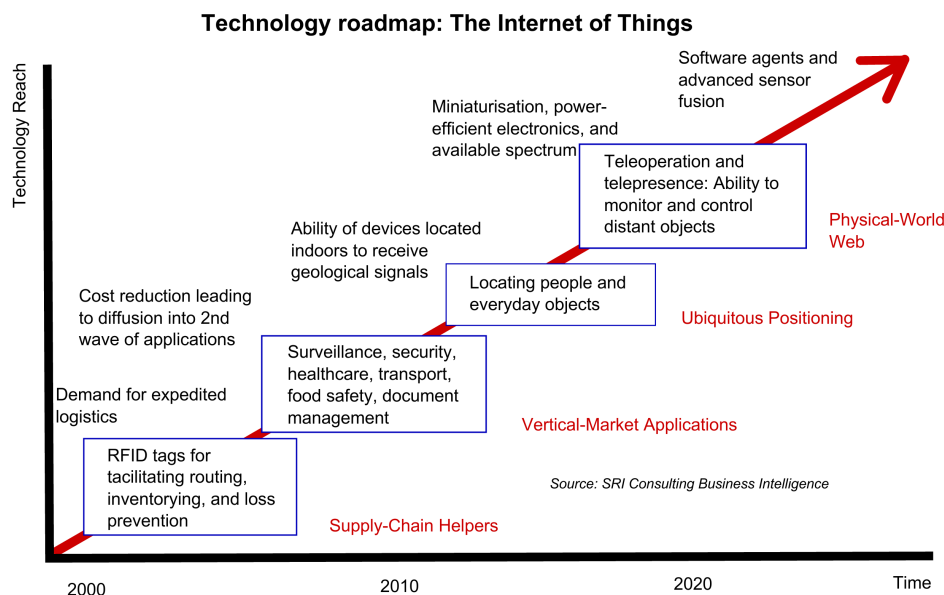 Technology roadmap: The Internet of Things
Technology Reach
Software agents and
advanced sensor
fusion
Miniaturisation, power-
efficient electronics, and
available spectrum
Teleoperation and
telepresence: Ability to
monitor and control
distant objects
Physical-World
Web
Ability of devices located
indoors to receive
geological signals
Locating people and
everyday objects
Ubiquitous Positioning
Cost reduction leading
to diffusion into 2nd
wave of applications
Surveillance, security,
healthcare, transport,
food safety, document
management
Vertical-Market Applications
Demand for expedited
logistics
RFID tags for
tacilitating routing,
inventorying, and loss
prevention
Supply-Chain Helpers
Source: SRI Consulting Business Intelligence
2000
2010
2020
Time